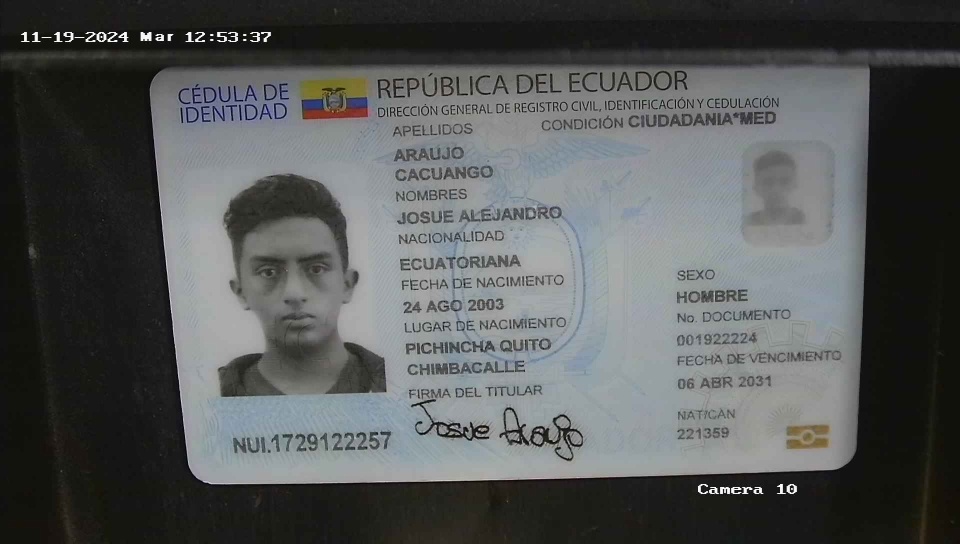 11-19-2024 Mar 12:53:37
CÉDULA DE
IDENTIDAD
REPÚBLICA DEL ECUADOR
DIRECCIÓN GENERAL DE REGISTRO CIVIL, IDENTIFICACIÓN Y CEDULACIÓN
APELLIDOS
CONDICIÓN CIUDADANIA*MED
ARAUJO
CACUANGO
NOMBRES
JOSUE ALEJANDRO
NACIONALIDAD
ECUATORIANA
FECHA DE NACIMIENTO
24 AGO 2003
LUGAR DE NACIMIENTO
PICHINCHA QUITO
CHIMBACALLE
FIRMA DEL TITULAR
Josue Araujo
SEXO
HOMBRE
No. DOCUMENTO
001922224
FECHA DE VENCIMIENTO
06 ABR 2031
NAT/CAN
221359
NUI.1729122257
Camera 10